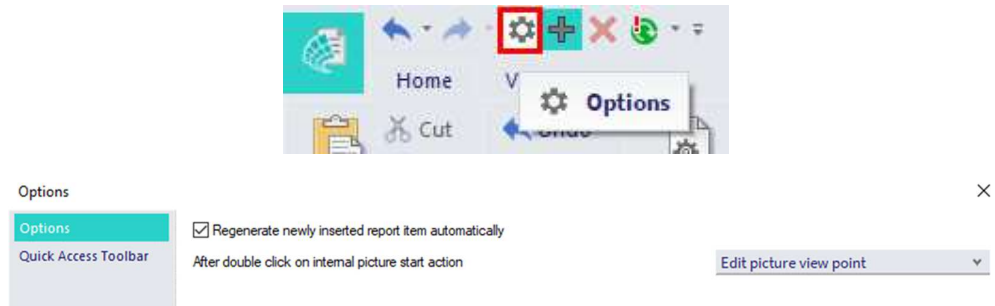 Home
V
Options
Cut
Undo
Options
Options
Regenerate newly inserted report item automatically
Quick Access Toolbar
After double click on internal picture start action
Edit picture view point